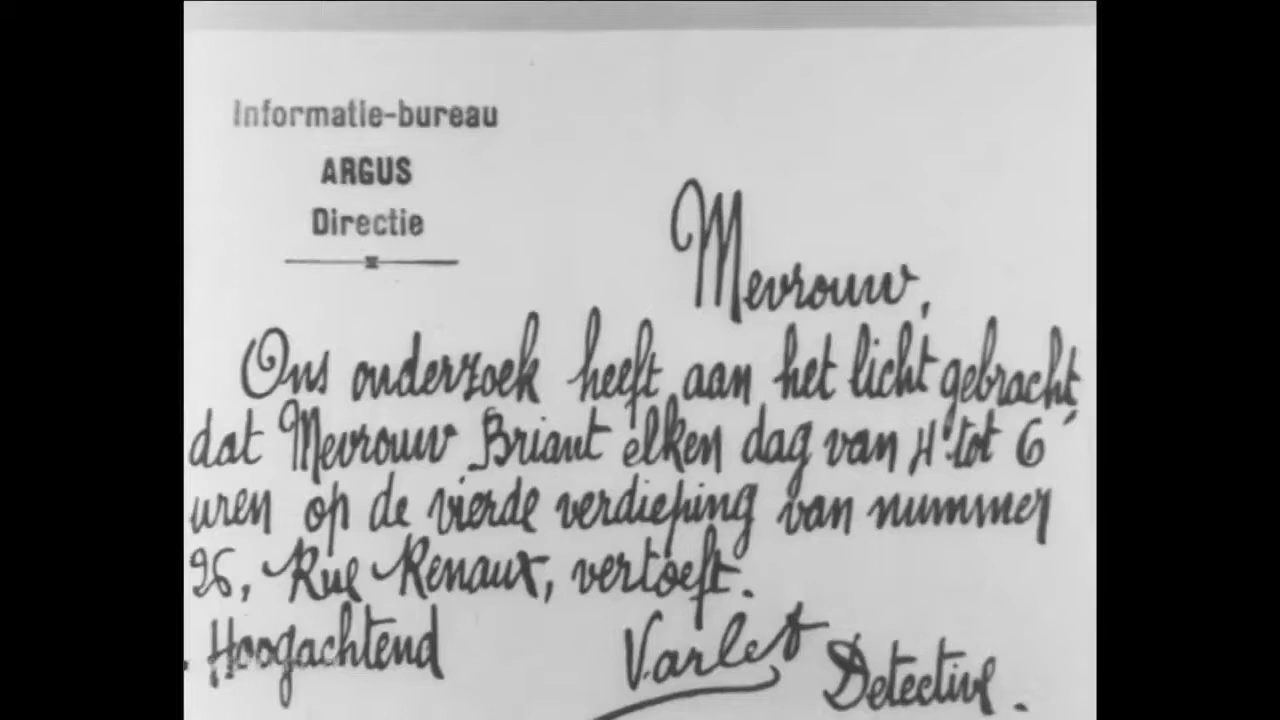 Informatie-bureau
ARGUS
Directie
Mevrouw,
Ons onderzoek heeft aan het licht gebracht
dat Mevrouw Briant elken dag van 4 tot 6
uren op de vierde verdieping van nummer
26, Rue Renaux, vertoeft.
Hoogachtend Varlet Detective.